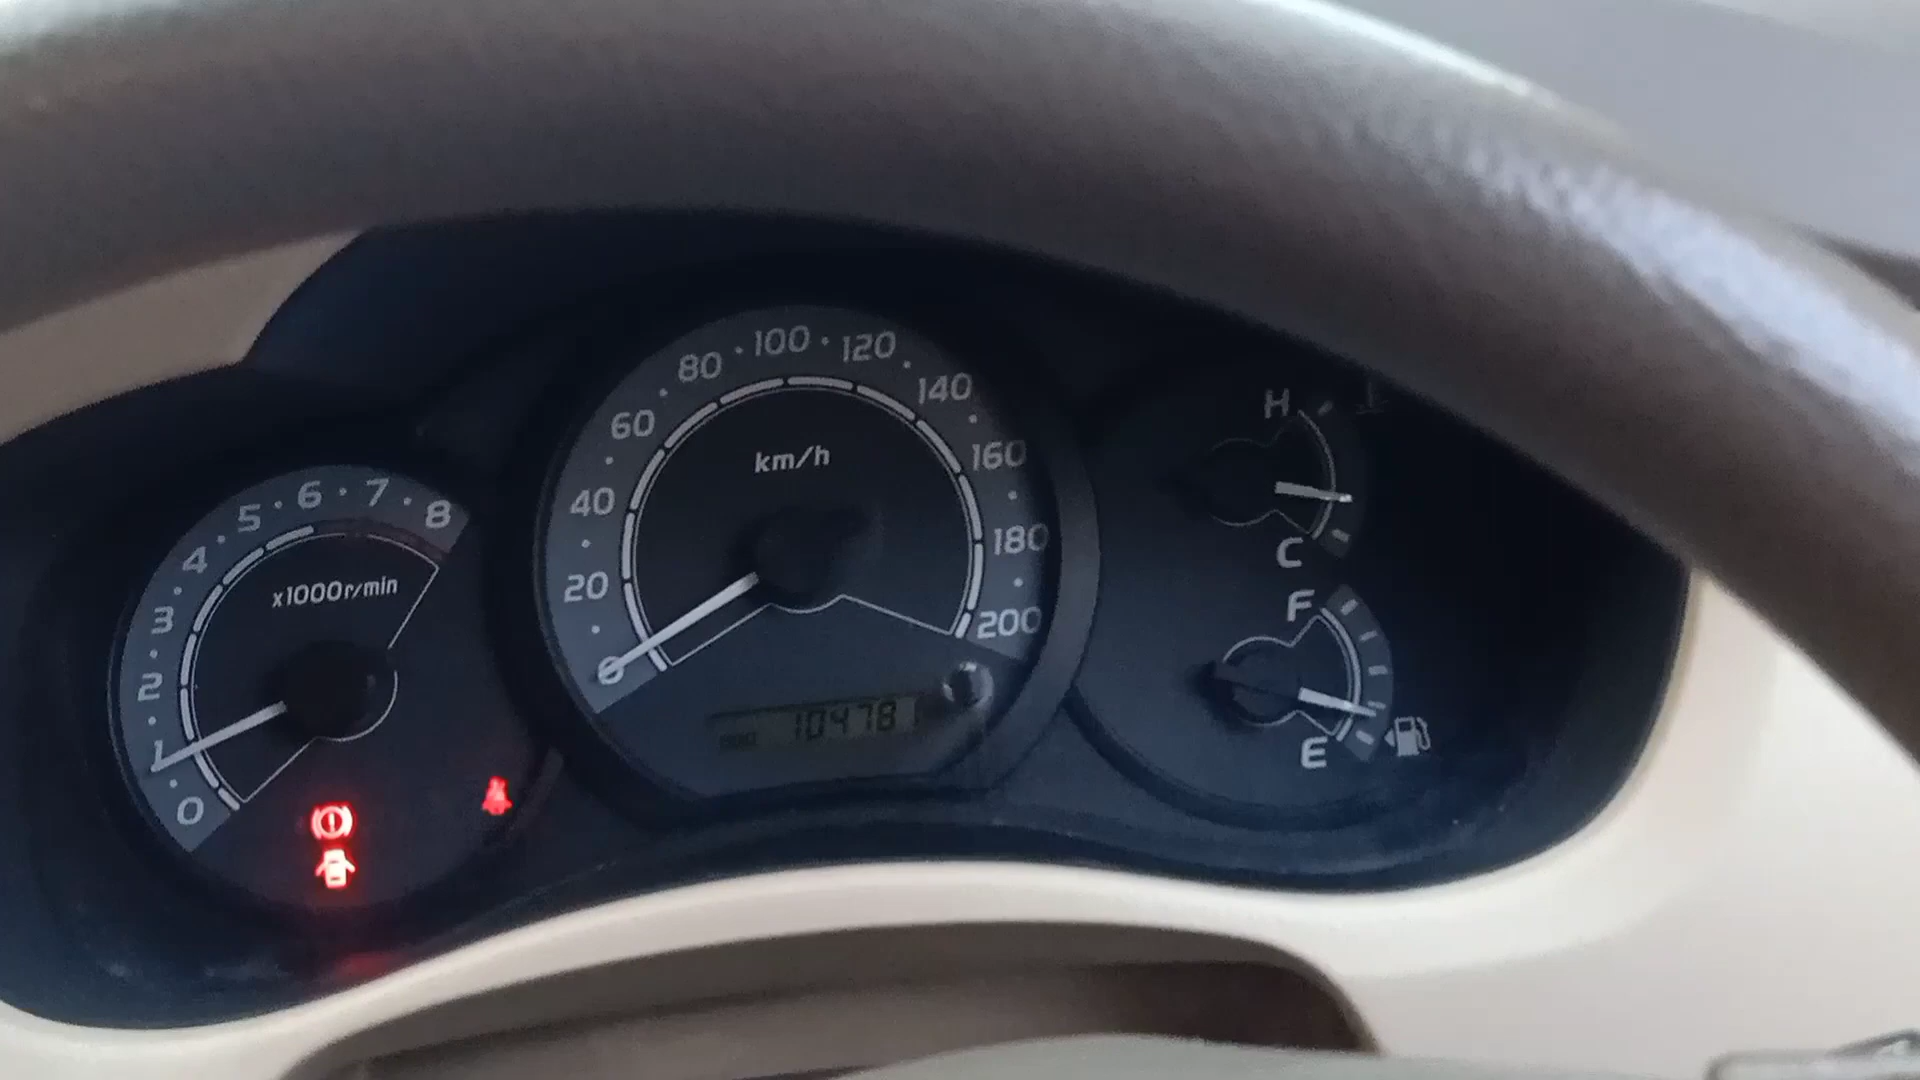 80 · 100 · 120
60 140
40 km/h 160
20 180
0 200
10478
5 · 6 · 7 · 8
4
3 x1000r/min
2
1
0
H
C
F
E